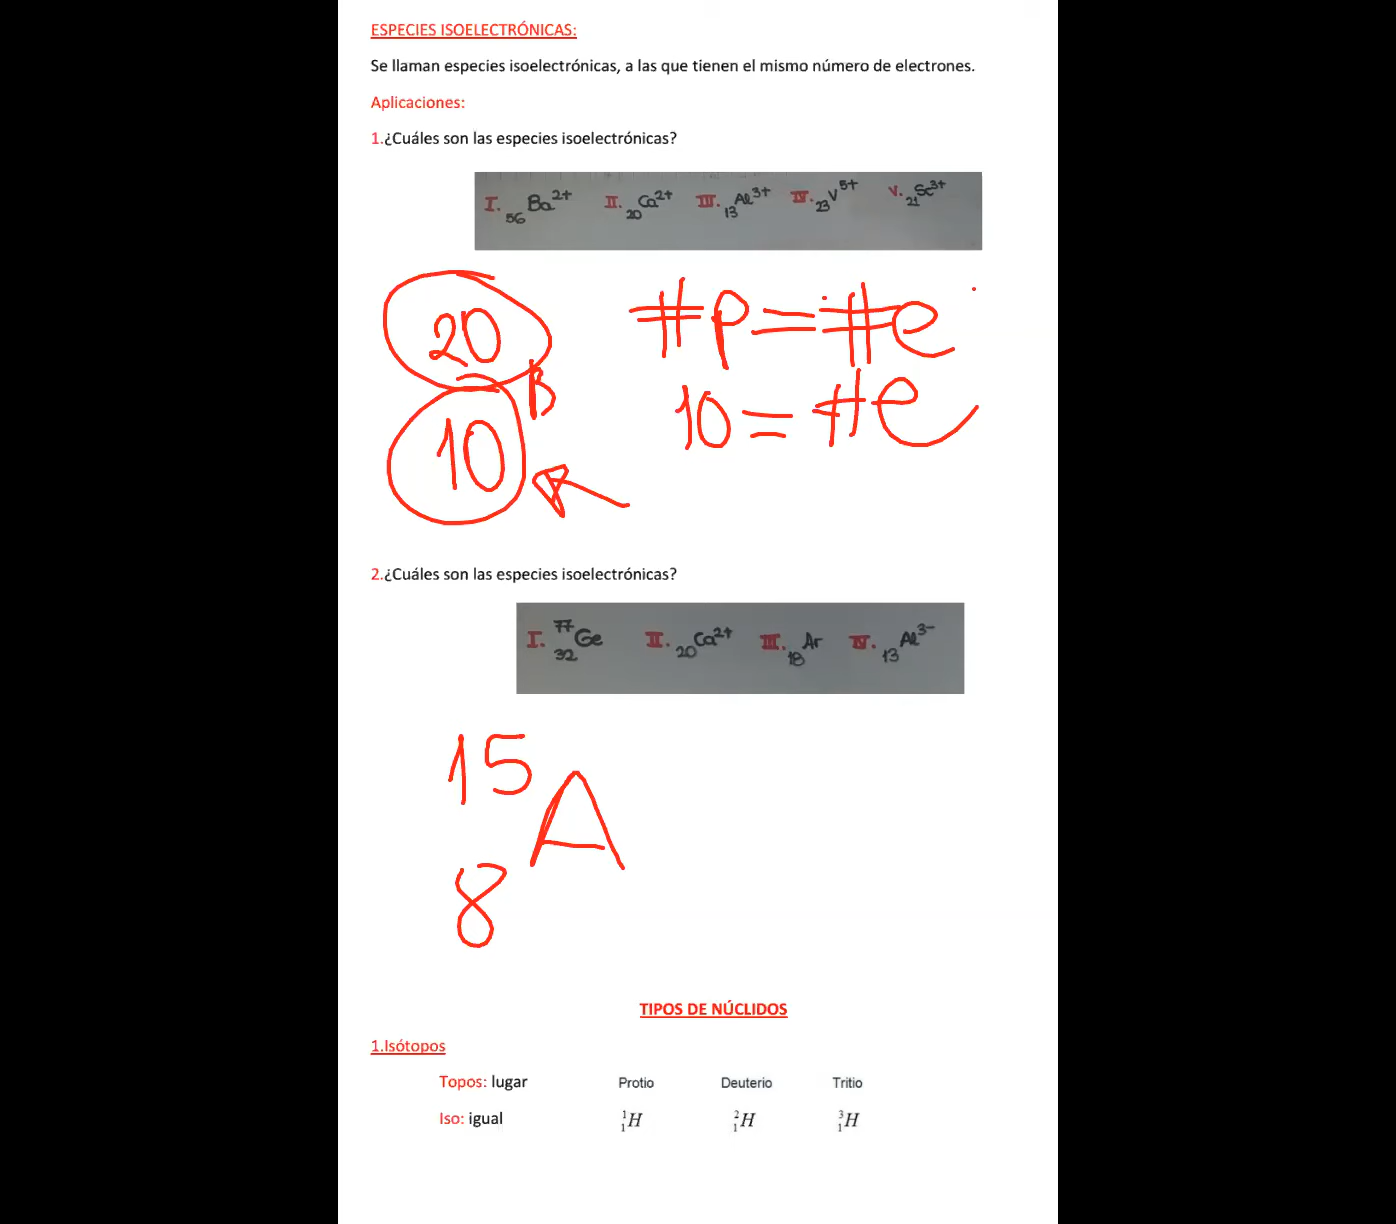 ESPECIES ISOELECTRÓNICAS:
Se llaman especies isoelectrónicas, a las que tienen el mismo número de electrones.
Aplicaciones:
1.¿Cuáles son las especies isoelectrónicas?
I. 56Ba2+ II. 20Ca2+ III. 13Al3+ IV. 23V5+ V. 21Sc3+
20 #p=#e
B
10 10=#e
2.¿Cuáles son las especies isoelectrónicas?
I. 77 32Ge II. 20Ca2+ III. 18Ar IV. 13Al3-
15
A
8
TIPOS DE NÚCLIDOS
1.Isótopos
Topos: lugar Protio Deuterio Tritio
Iso: igual 1 1H 2 1H 3 1H